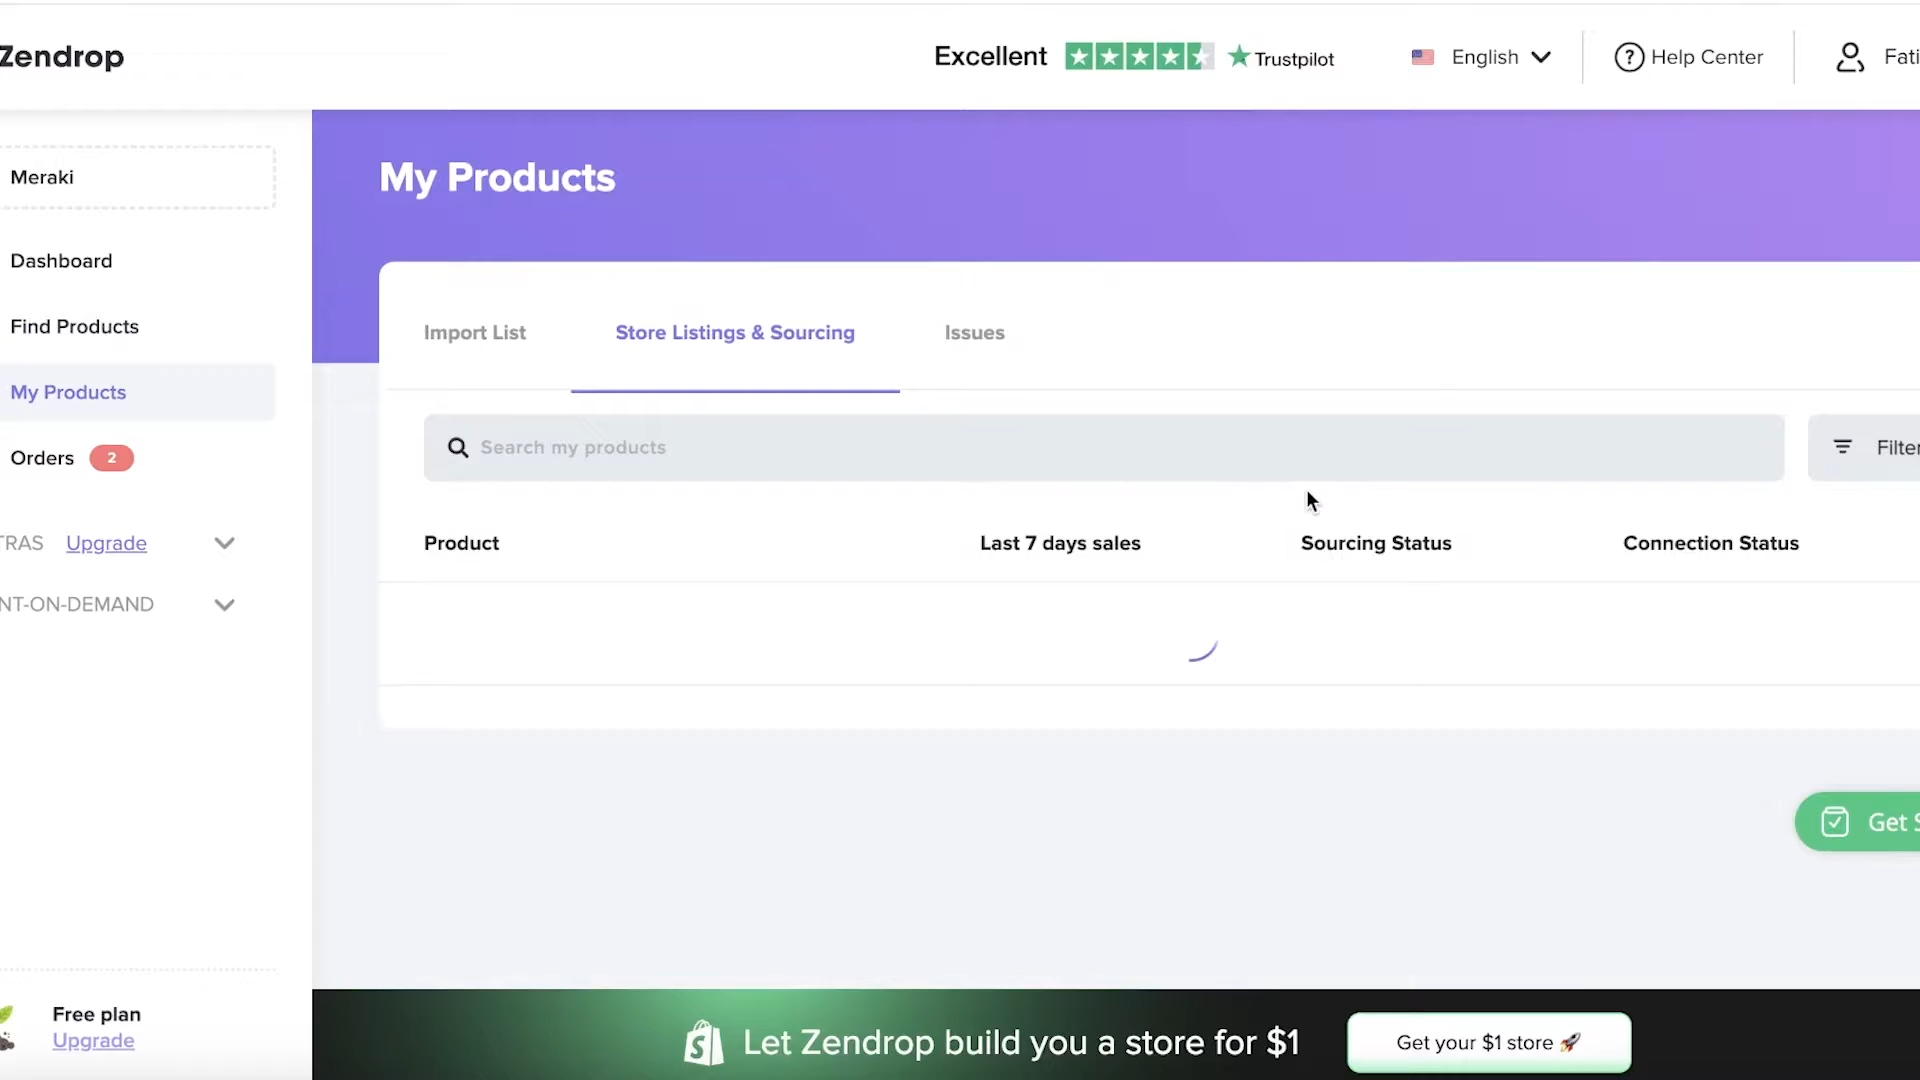 Zendrop
Excellent
Trustpilot
English
Help Center
Meraki
Dashboard
Find Products
My Products
Orders 2
Upgrade
Free plan
Upgrade
My Products
Import List
Store Listings & Sourcing
Issues
Search my products
Product
Last 7 days sales
Sourcing Status
Connection Status
Get
Let Zendrop build you a store for $1
Get your $1 store 🚀